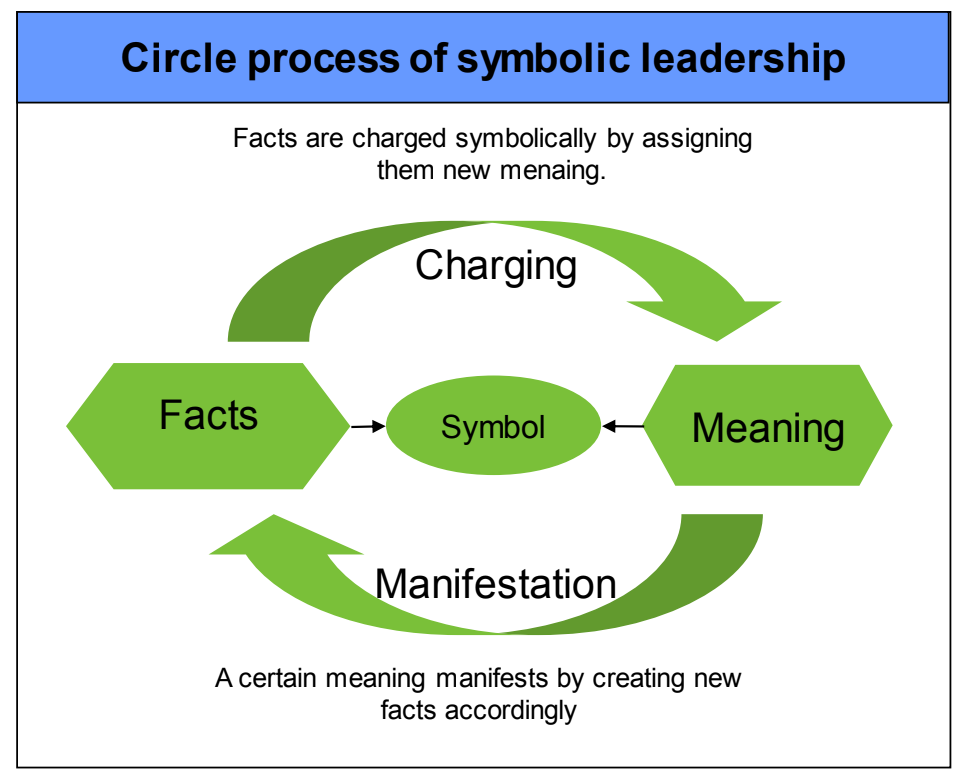 Circle process of symbolic leadership
Facts are charged symbolically by assigning
them new menaing.
Charging
Facts
Symbol
Meaning
Manifestation
A certain meaning manifests by creating new
facts accordingly